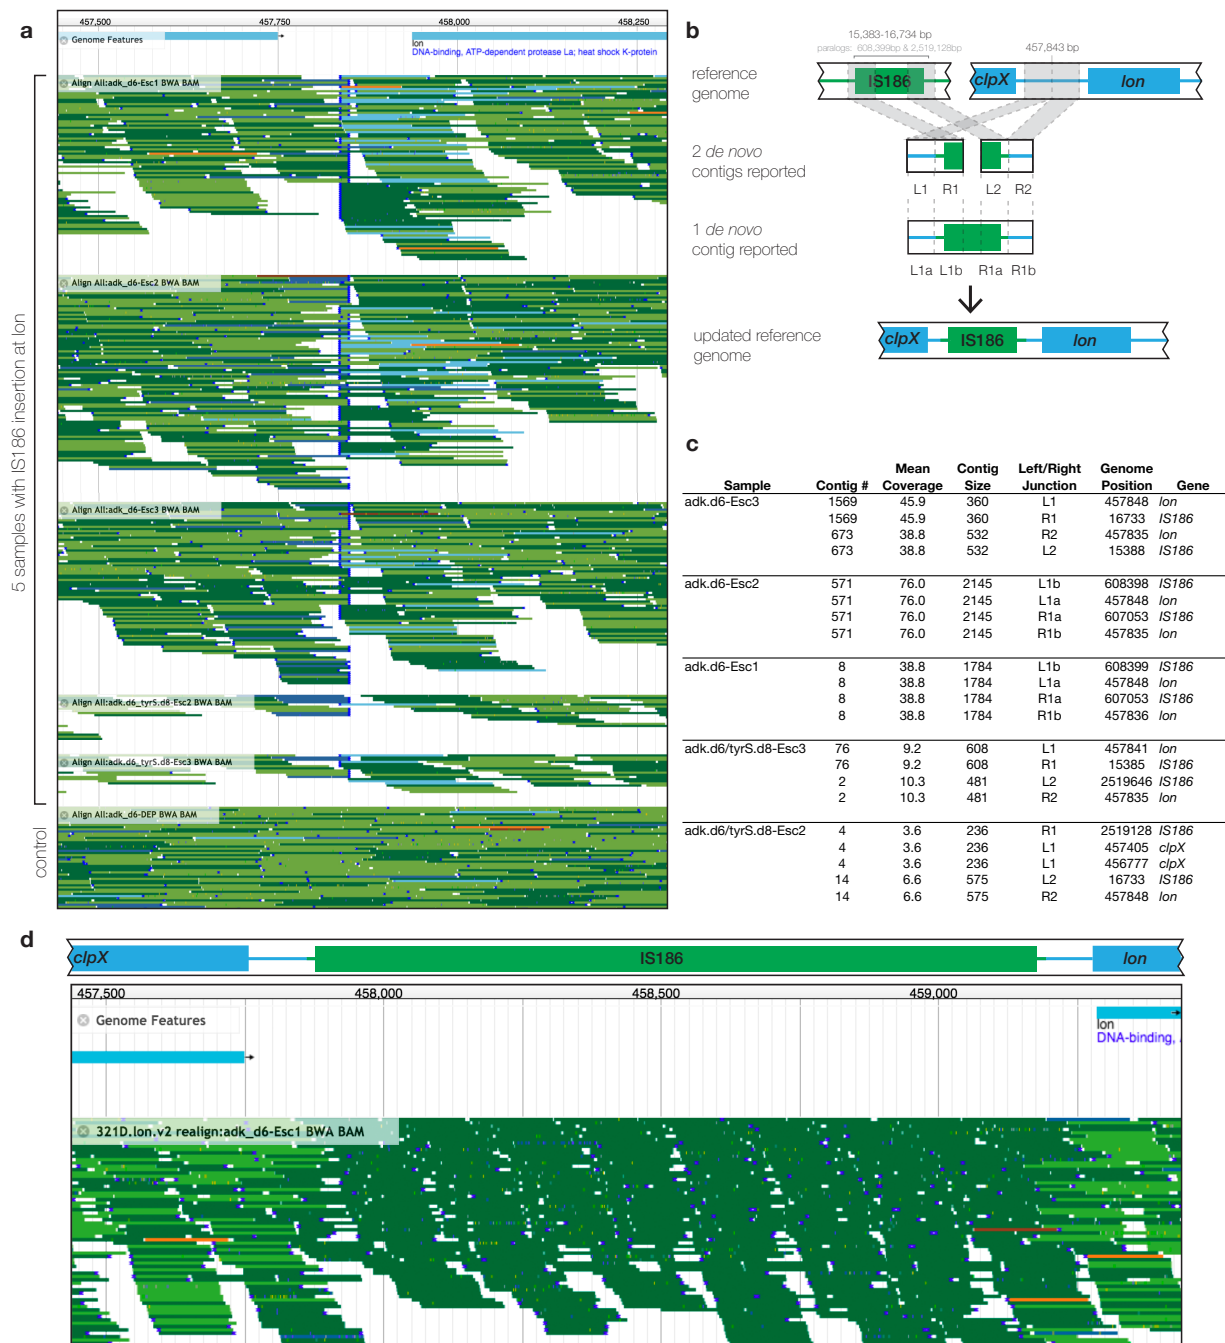 a
457,500 457,750 458,000 458,250
Genome Features
lon
DNA-binding, ATP-dependent protease La; heat shock K-protein
5 samples with IS186 insertion at lon
Align All:adk_d6-Esc1 BWA BAM
Align All:adk_d6-Esc2 BWA BAM
Align All:adk_d6-Esc3 BWA BAM
Align All:adk.d6_tyrS.d8-Esc2 BWA BAM
Align All:adk.d6_tyrS.d8-Esc3 BWA BAM
control
Align All:adk_d6-DEP BWA BAM
b
15,383-16,734 bp
paralogs: 608,399bp & 2,519,128bp
457,843 bp
reference
genome
IS186 clpX lon
2 de novo
contigs reported
L1 R1 L2 R2
1 de novo
contig reported
L1a L1b R1a R1b
updated reference
genome
clpX IS186 lon
c
Mean Contig Left/Right Genome
Sample Contig # Coverage Size Junction Position Gene
adk.d6-Esc3 1569 45.9 360 L1 457848 lon
1569 45.9 360 R1 16733 IS186
673 38.8 532 R2 457835 lon
673 38.8 532 L2 15388 IS186
adk.d6-Esc2 571 76.0 2145 L1b 608398 IS186
571 76.0 2145 L1a 457848 lon
571 76.0 2145 R1a 607053 IS186
571 76.0 2145 R1b 457835 lon
adk.d6-Esc1 8 38.8 1784 L1b 608399 IS186
8 38.8 1784 L1a 457848 lon
8 38.8 1784 R1a 607053 IS186
8 38.8 1784 R1b 457836 lon
adk.d6/tyrS.d8-Esc3 76 9.2 608 L1 457841 lon
76 9.2 608 R1 15385 IS186
2 10.3 481 L2 2519646 IS186
2 10.3 481 R2 457835 lon
adk.d6/tyrS.d8-Esc2 4 3.6 236 R1 2519128 IS186
4 3.6 236 L1 457405 clpX
4 3.6 236 L1 456777 clpX
14 6.6 575 L2 16733 IS186
14 6.6 575 R2 457848 lon
d
clpX IS186 lon
457,500 458,000 458,500 459,000
Genome Features
lon
DNA-binding,
321D.lon.v2 realign:adk_d6-Esc1 BWA BAM